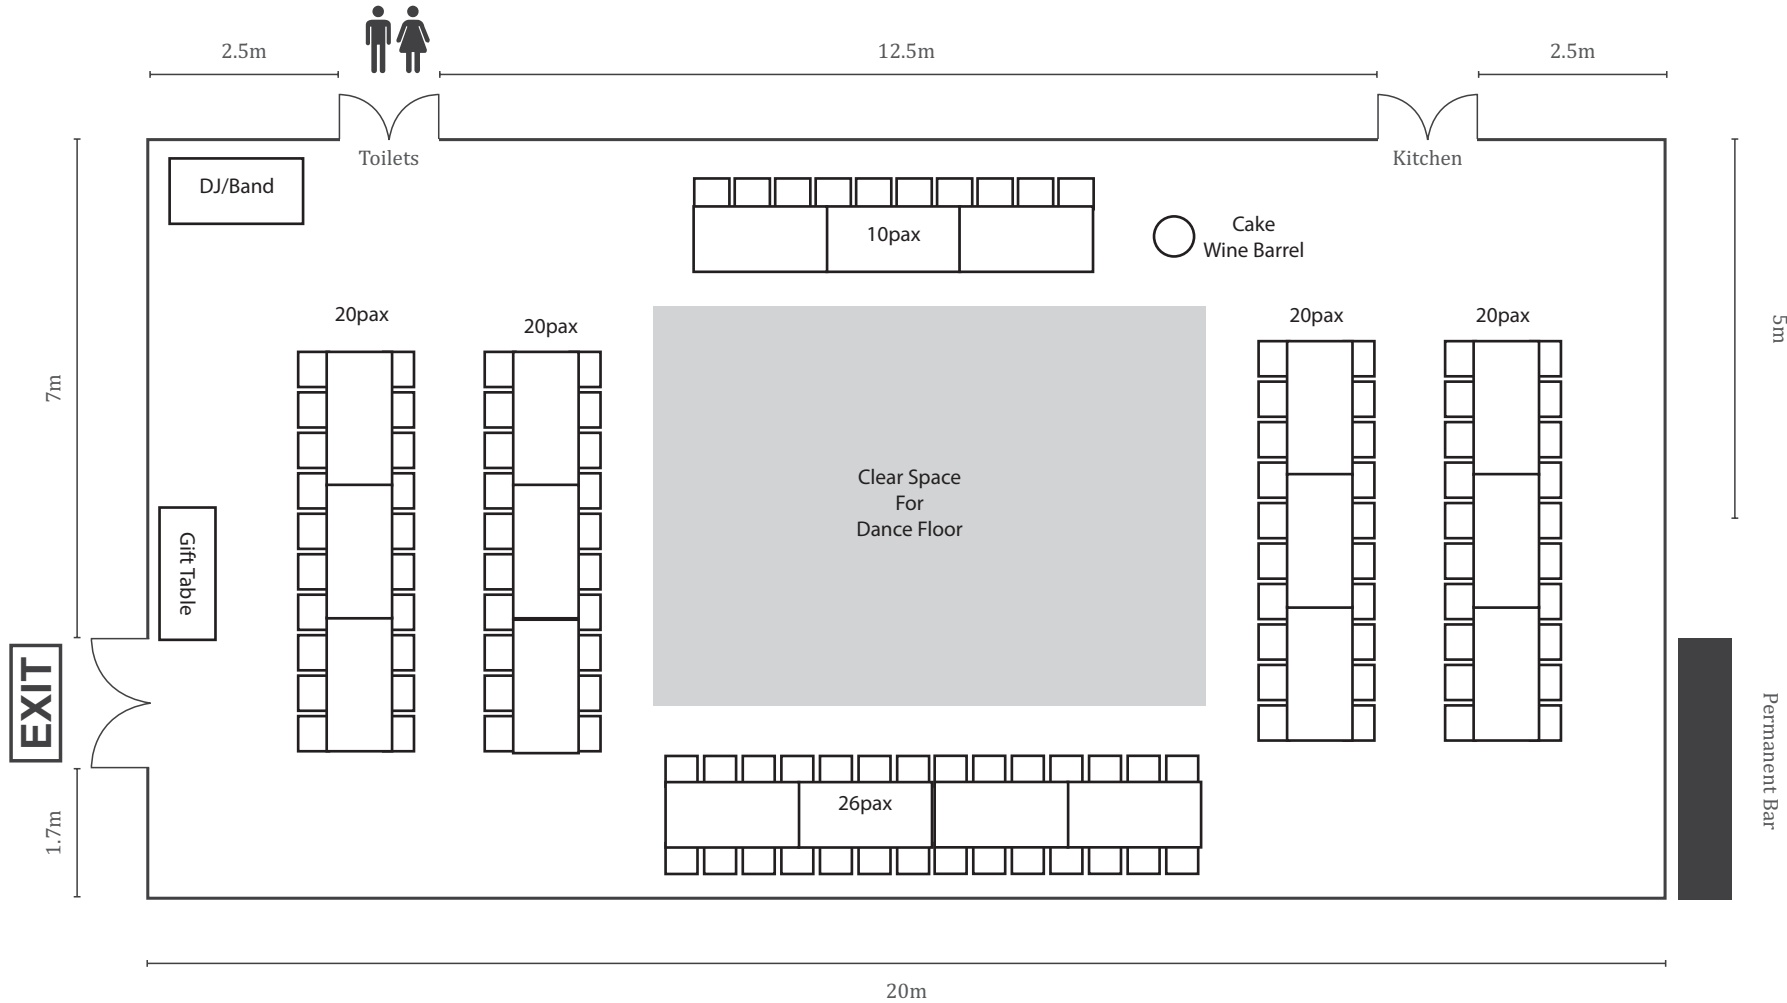 2.5m
12.5m
2.5m
Toilets
Kitchen
DJ/Band
10pax
Cake
Wine Barrel
20pax
20pax
20pax
20pax
5m
7m
Clear Space
For
Dance Floor
Gift Table
EXIT
Permanent Bar
26pax
1.7m
20m